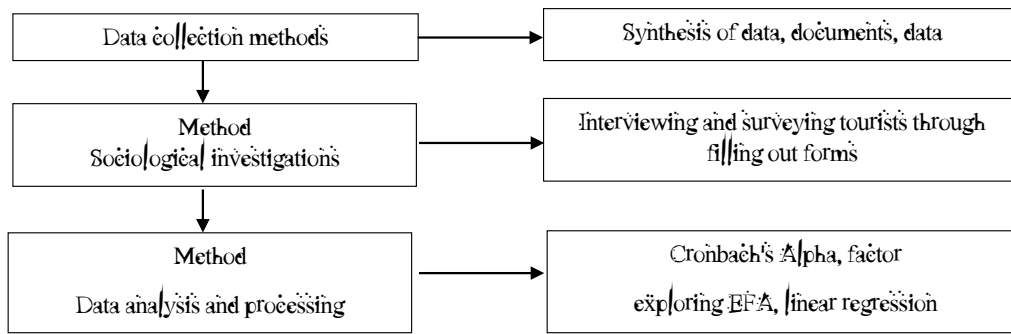 Data collection methods
Synthesis of data, documents, data
Method
Sociological investigations
Interviewing and surveying tourists through
filling out forms
Method
Data analysis and processing
Cronbach's Alpha, factor
exploring EFA, linear regression